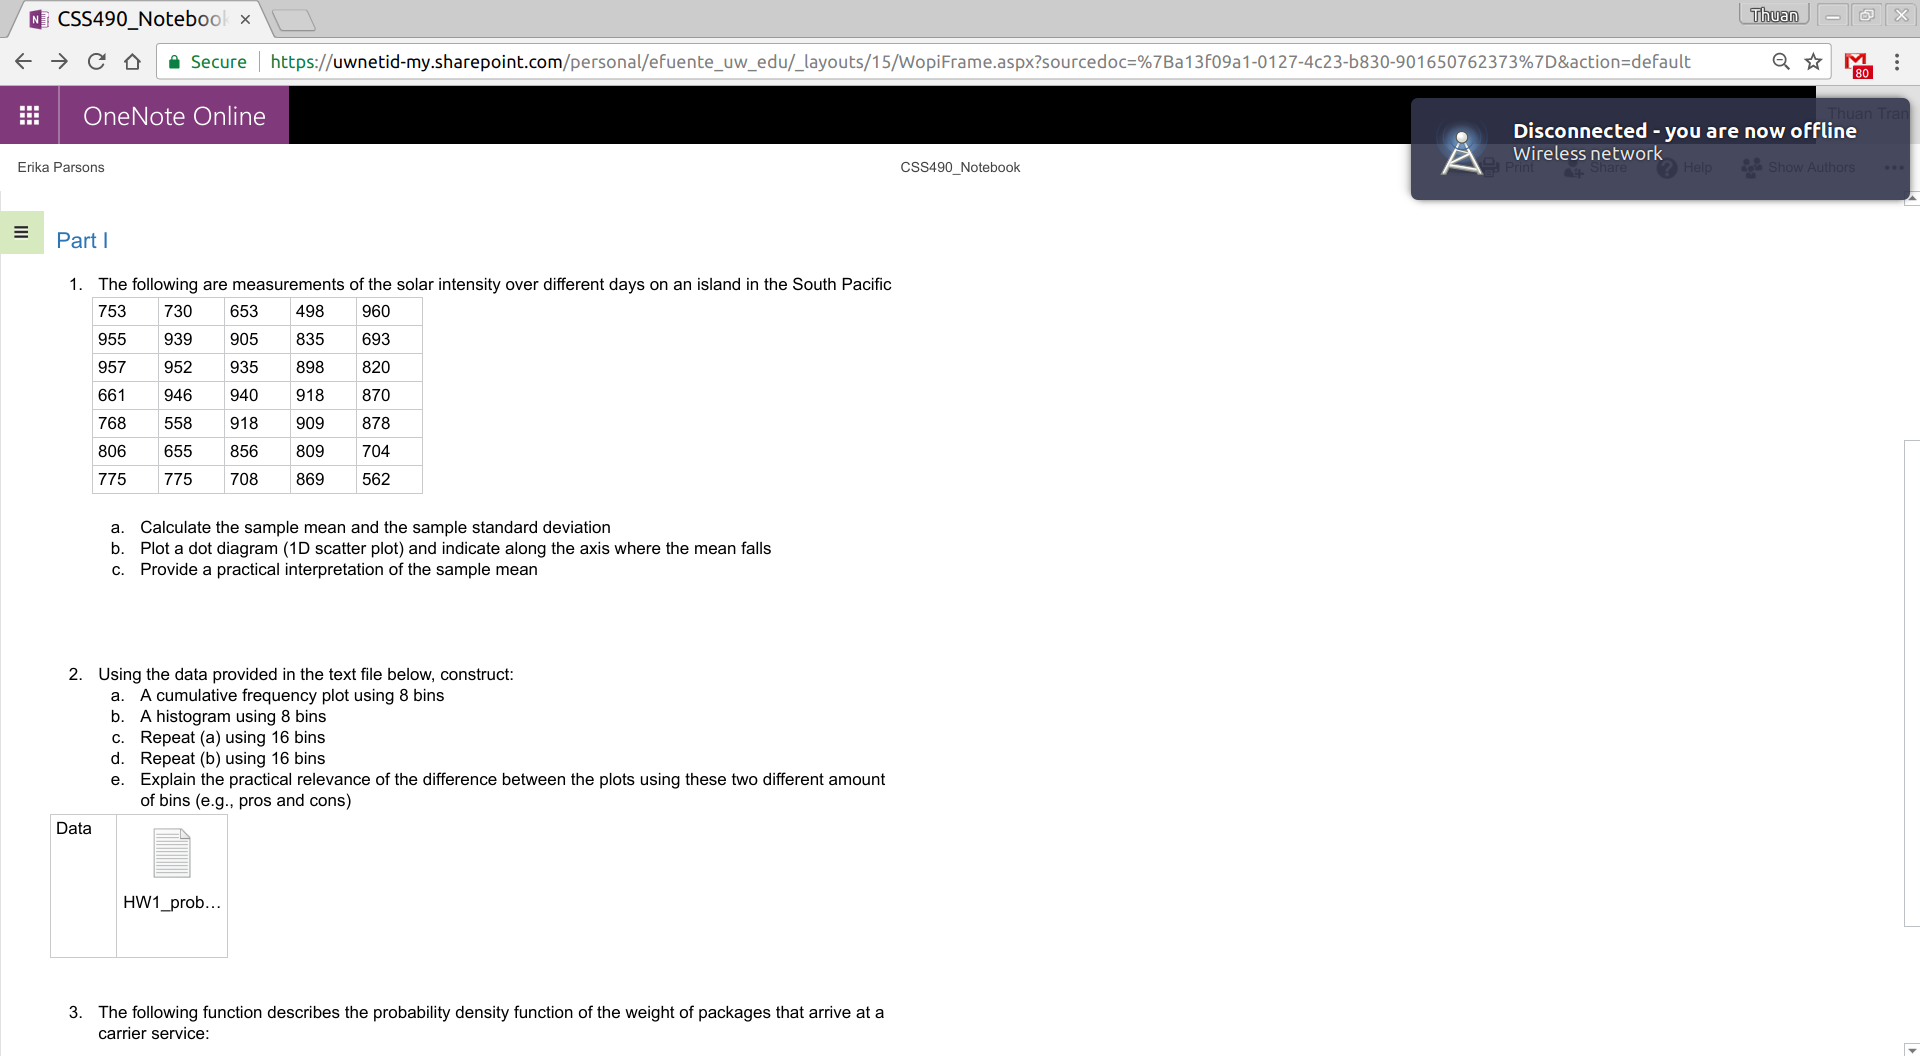 CSS490_Notebook
Thuan
Secure
https://uwnetid-my.sharepoint.com/personal/efuente_uw_edu/_layouts/15/WopiFrame.aspx?sourcedoc=%7Ba13f09a1-0127-4c23-b830-901650762373%7D&action=default
80
OneNote Online
Thuan Tran
Disconnected - you are now offline
Wireless network
Erika Parsons
CSS490_Notebook
Print Share Help Show Authors
Part I
1. The following are measurements of the solar intensity over different days on an island in the South Pacific
753 730 653 498 960
955 939 905 835 693
957 952 935 898 820
661 946 940 918 870
768 558 918 909 878
806 655 856 809 704
775 775 708 869 562
a. Calculate the sample mean and the sample standard deviation
b. Plot a dot diagram (1D scatter plot) and indicate along the axis where the mean falls
c. Provide a practical interpretation of the sample mean
2. Using the data provided in the text file below, construct:
a. A cumulative frequency plot using 8 bins
b. A histogram using 8 bins
c. Repeat (a) using 16 bins
d. Repeat (b) using 16 bins
e. Explain the practical relevance of the difference between the plots using these two different amount
of bins (e.g., pros and cons)
Data
HW1_prob...
3. The following function describes the probability density function of the weight of packages that arrive at a
carrier service: